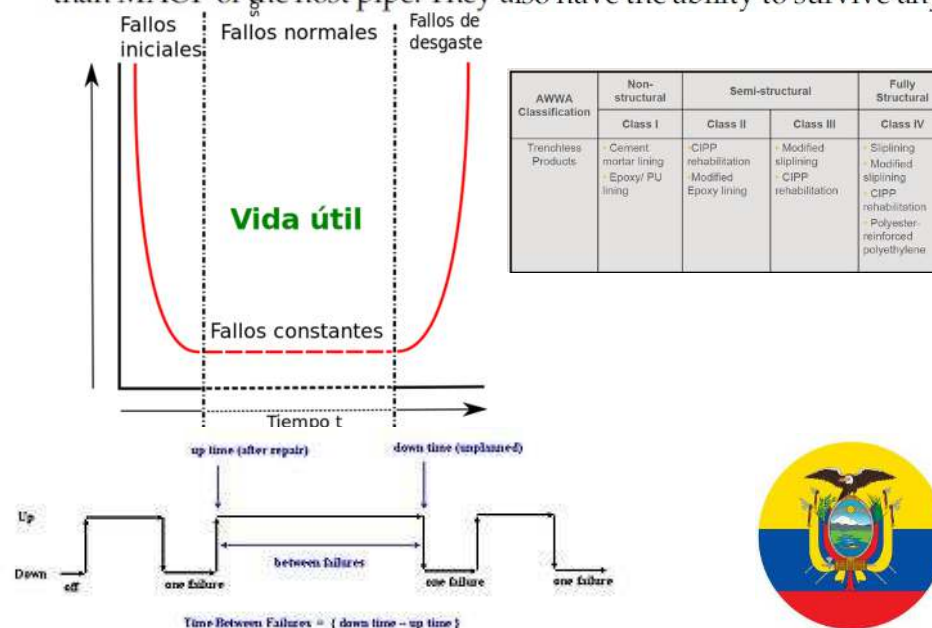 than MAOP of the host pipe. They also have the ability to survive any
Fallos
iniciales
Fallos normales
Fallos de
desgaste
Vida útil
Fallos constantes
Tiempo t
AWWA
Classification
Non-
structural
Semi-structural
Fully
Structural
Class I
Class II
Class III
Class IV
Trenchless
Products
• Cement
mortar lining
• Epoxy/ PU
lining
•CIPP
rehabilitation
•Modified
Epoxy lining
• Modified
sliplining
• CIPP
rehabilitation
• Sliplining
• Modified
sliplining
• CIPP
rehabilitation
• Polyester-
reinforced
polyethylene
up time (after repair)
down time (unplanned)
Up
between failures
Down
off
one failure
one failure
one failure
Time Between Failures = { down time – up time }